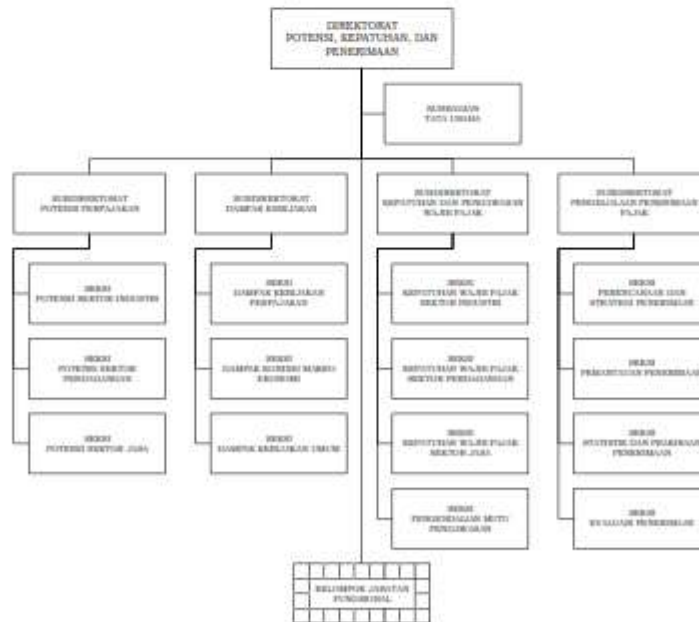 DIREKTORAT
POTENSI, KEPATUHAN, DAN
PENERIMAAN
SUBBAGIAN
TATA USAHA
SUBDIREKTORAT
POTENSI PERPAJAKAN
SUBDIREKTORAT
DAMPAK KEBIJAKAN
SUBDIREKTORAT
KEPATUHAN DAN PENGAWASAN
WAJIB PAJAK
SUBDIREKTORAT
PENGELOLAAN PENERIMAAN
PAJAK
SEKSI
POTENSI SEKTOR INDUSTRI
SEKSI
POTENSI SEKTOR
PERDAGANGAN
SEKSI
POTENSI SEKTOR JASA
SEKSI
DAMPAK KEBIJAKAN
PERPAJAKAN
SEKSI
DAMPAK KONDISI MAKRO
EKONOMI
SEKSI
DAMPAK KEBIJAKAN UMUM
SEKSI
KEPATUHAN WAJIB PAJAK
SEKTOR INDUSTRI
SEKSI
KEPATUHAN WAJIB PAJAK
SEKTOR PERDAGANGAN
SEKSI
KEPATUHAN WAJIB PAJAK
SEKTOR JASA
SEKSI
PENGENDALIAN MUTU
PENGAWASAN
SEKSI
PERENCANAAN DAN
STRATEGI PENERIMAAN
SEKSI
PEMANTAUAN PENERIMAAN
SEKSI
STATISTIK DAN PRAKIRAAN
PENERIMAAN
SEKSI
EVALUASI PENERIMAAN
KELOMPOK JABATAN
FUNGSIONAL